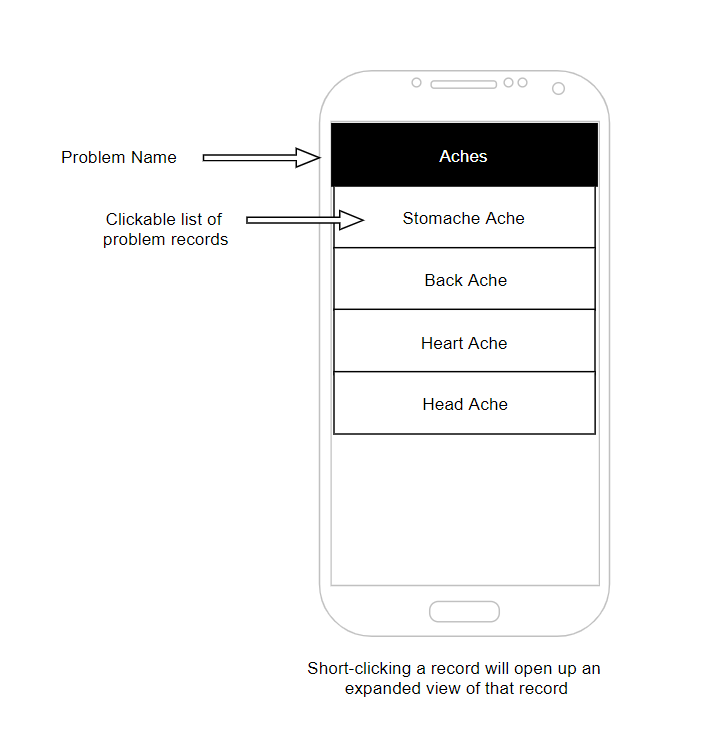 Problem Name
Aches
Clickable list of
problem records
Stomache Ache
Back Ache
Heart Ache
Head Ache
Short-clicking a record will open up an
expanded view of that record